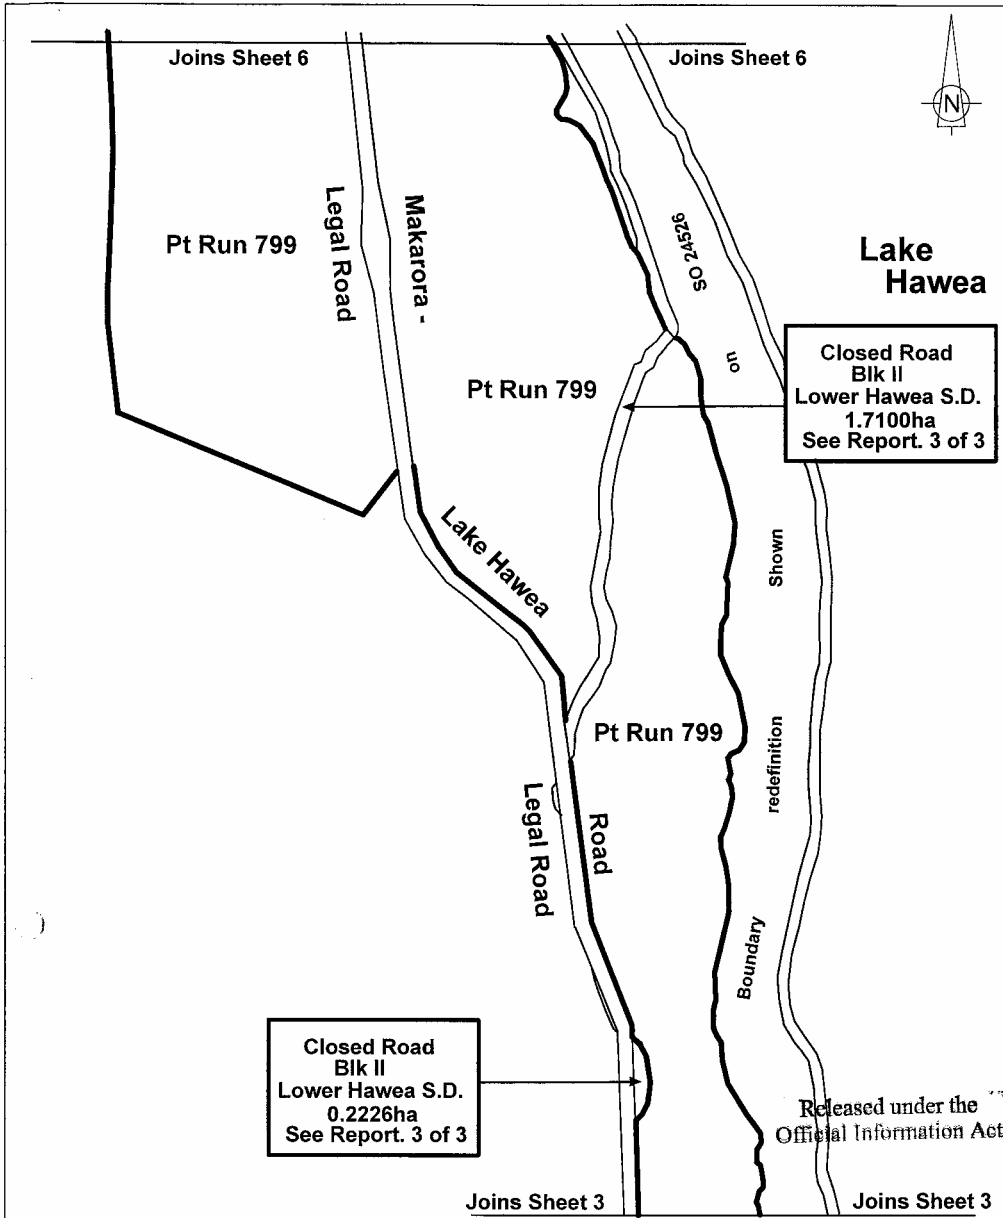 Joins Sheet 6
Joins Sheet 6
N
Pt Run 799
Legal Road
Makarora -
SO 24526
Lake
Hawea
on
Closed Road
Blk II
Lower Hawea S.D.
1.7100ha
See Report. 3 of 3
Pt Run 799
Lake Hawea
Shown
Pt Run 799
redefinition
Legal Road
Road
Boundary
Closed Road
Blk II
Lower Hawea S.D.
0.2226ha
See Report. 3 of 3
Released under the
Official Information Act
Joins Sheet 3
Joins Sheet 3